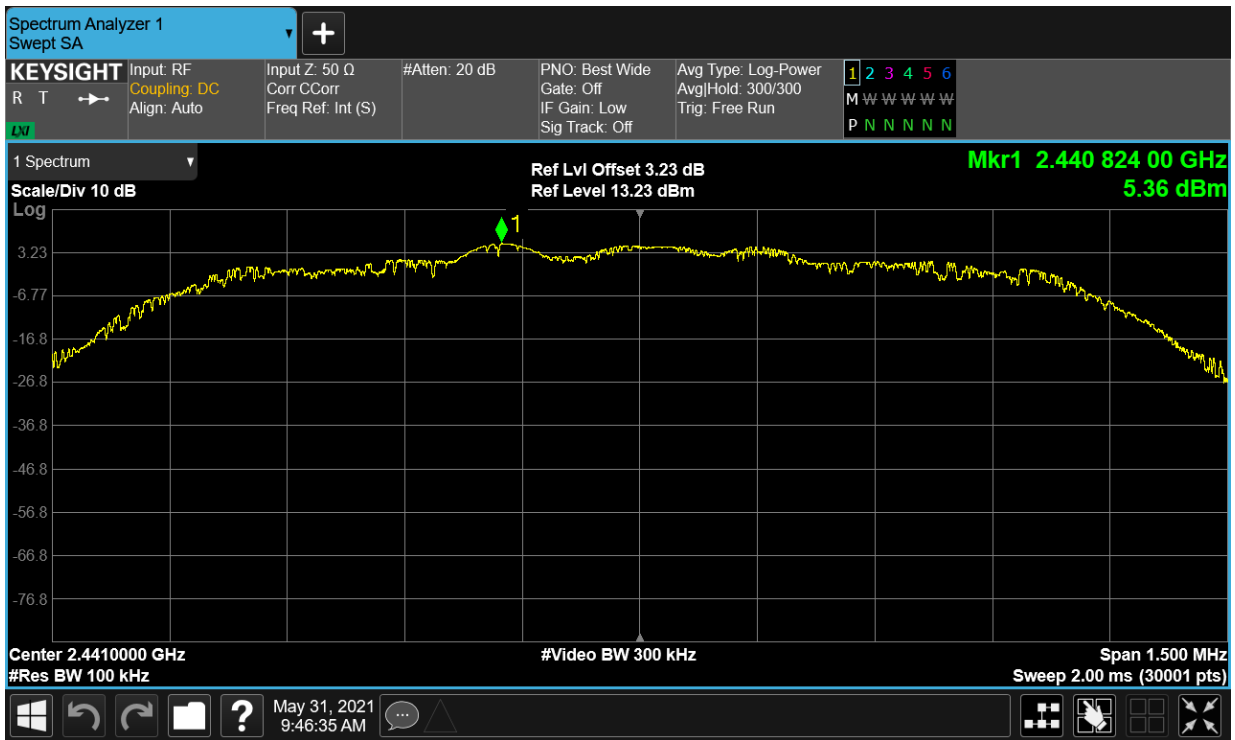 Spectrum Analyzer 1
Swept SA
KEYSIGHT
R T
LXI
Input: RF
Coupling: DC
Align: Auto
Input Z: 50 Ω
Corr CCorr
Freq Ref: Int (S)
#Atten: 20 dB
PNO: Best Wide
Gate: Off
IF Gain: Low
Sig Track: Off
Avg Type: Log-Power
Avg|Hold: 300/300
Trig: Free Run
1 2 3 4 5 6
M W W W W W
P N N N N N
1 Spectrum
Scale/Div 10 dB
Log
Ref Lvl Offset 3.23 dB
Ref Level 13.23 dBm
Mkr1 2.440 824 00 GHz
5.36 dBm
1
3.23
-6.77
-16.8
-26.8
-36.8
-46.8
-56.8
-66.8
-76.8
Center 2.4410000 GHz
#Res BW 100 kHz
#Video BW 300 kHz
Span 1.500 MHz
Sweep 2.00 ms (30001 pts)
?
May 31, 2021
9:46:35 AM